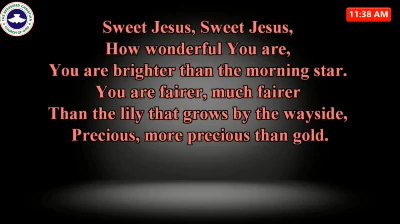 11:38 AM
Sweet Jesus, Sweet Jesus,
How wonderful You are,
You are brighter than the morning star.
You are fairer, much fairer
Than the lily that grows by the wayside,
Precious, more precious than gold.